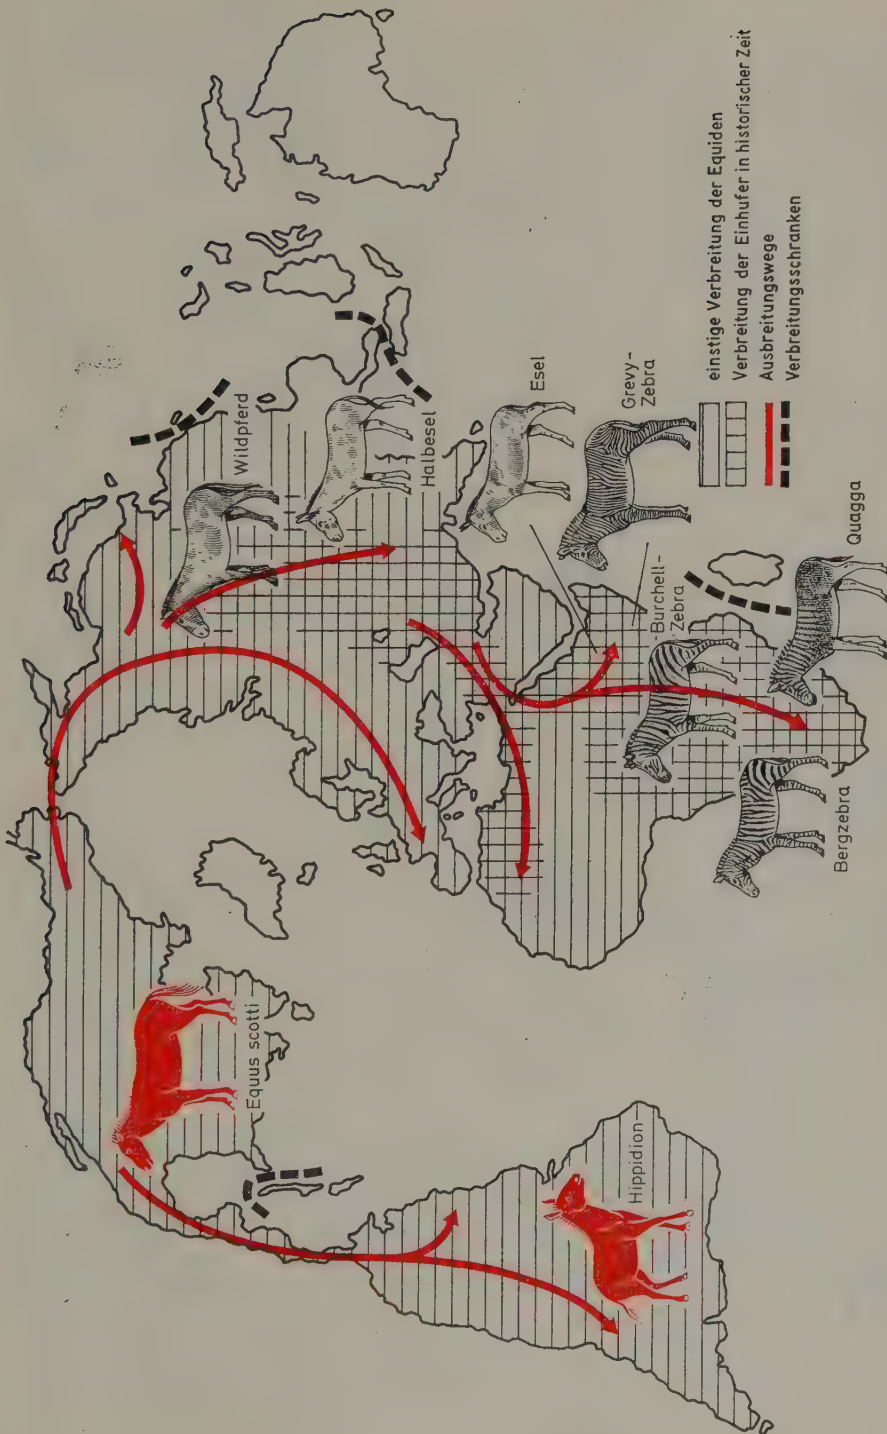 Equus scotti
Hippidion
Wildpferd
Halbesel
Esel
Grevy-
Zebra
Burchell-
Zebra
Quagga
Bergzebra
einstige Verbreitung der Equiden
Verbreitung der Einhufer in historischer Zeit
Ausbreitungswege
Verbreitungsschranken